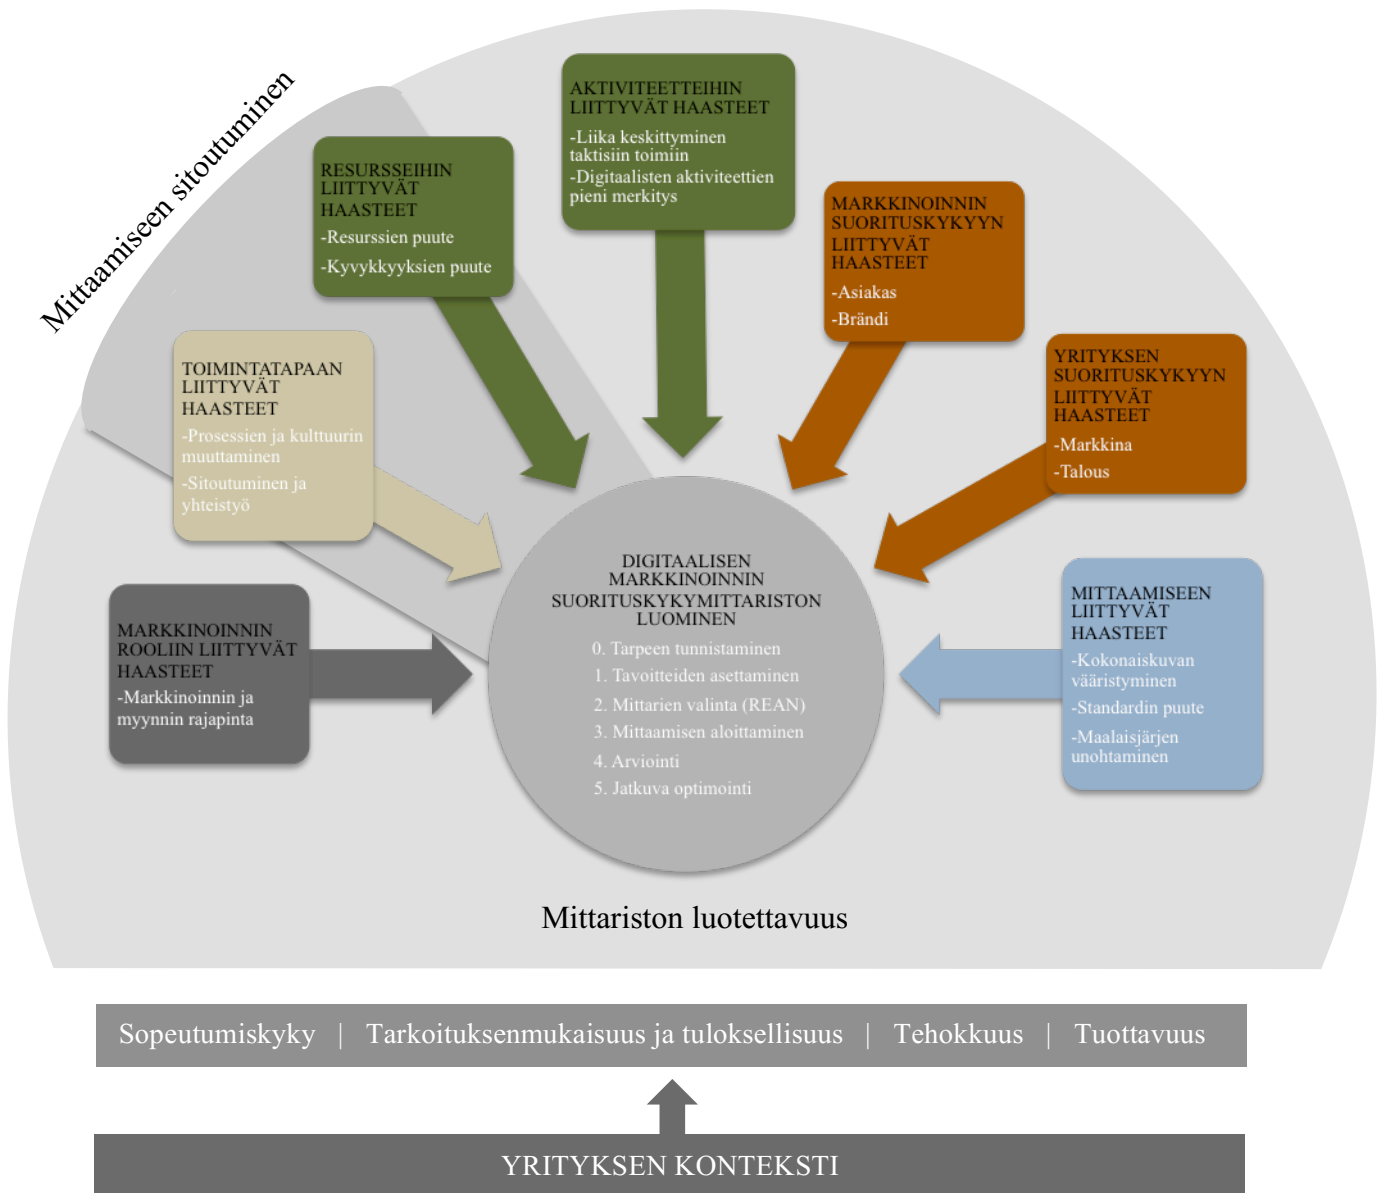 Mittaamiseen sitoutuminen
AKTIVITEETTEIHIN
LIITTYVÄT HAASTEET
-Liika keskittyminen
taktisiin toimiin
-Digitaalisten aktiviteettien
pieni merkitys
RESURSSEIHIN
LIITTYVÄT
HAASTEET
-Resurssien puute
-Kyvykkyyksien puute
MARKKINOINNIN
SUORITUSKYKYYN
LIITTYVÄT
HAASTEET
-Asiakas
-Brändi
TOIMINTATAPAAN
LIITTYVÄT
HAASTEET
-Prosessien ja kulttuurin
muuttaminen
-Sitoutuminen ja
yhteistyö
YRITYKSEN
SUORITUSKYKYYN
LIITTYVÄT
HAASTEET
-Markkina
-Talous
MARKKINOINNIN
ROOLIIN LIITTYVÄT
HAASTEET
-Markkinoinnin ja
myynnin rajapinta
DIGITAALISEN
MARKKINOINNIN
SUORITUSKYKYMITTARISTON
LUOMINEN
0. Tarpeen tunnistaminen
1. Tavoitteiden asettaminen
2. Mittarien valinta (REAN)
3. Mittaamisen aloittaminen
4. Arviointi
5. Jatkuva optimointi
MITTAAMISEEN
LIITTYVÄT
HAASTEET
-Kokonaiskuvan
vääristyminen
-Standardin puute
-Maalaisjärjen
unohtaminen
Mittariston luotettavuus
Sopeutumiskyky | Tarkoituksenmukaisuus ja tuloksellisuus | Tehokkuus | Tuottavuus
YRITYKSEN KONTEKSTI